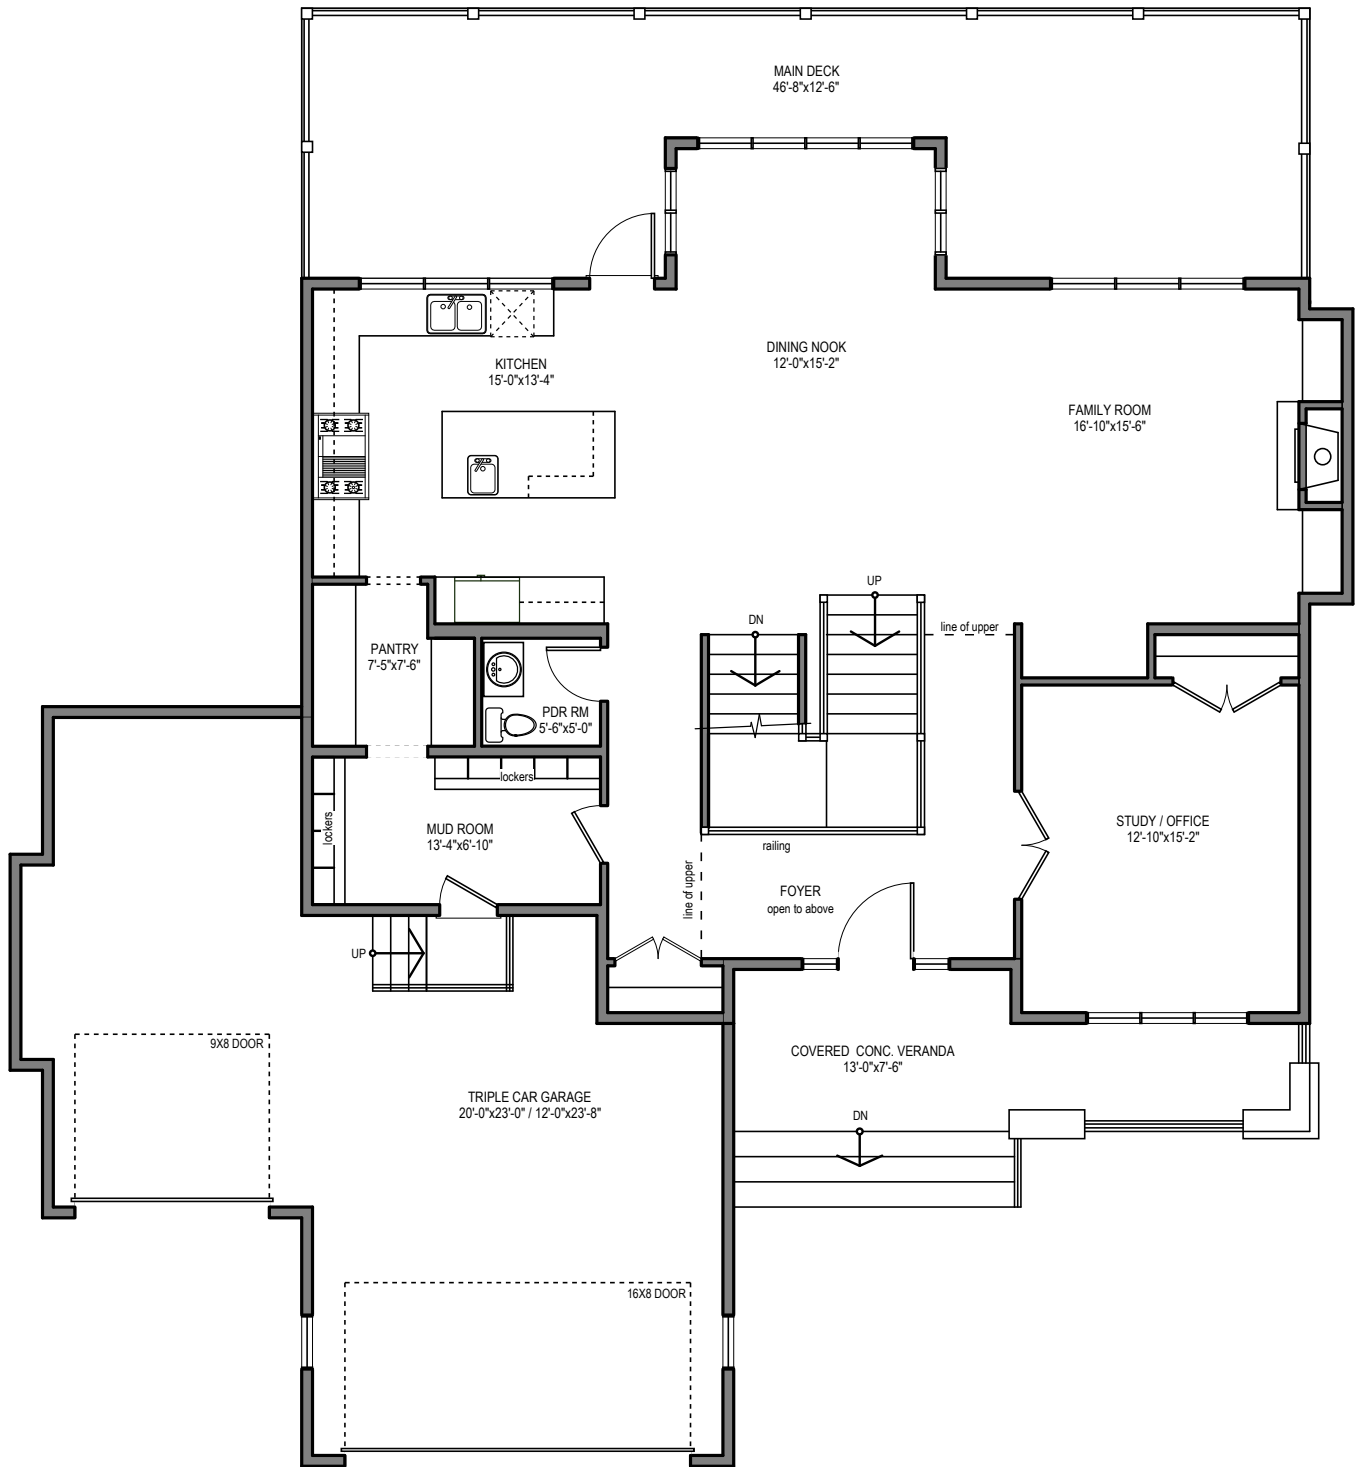 MAIN DECK
46'-8"x12'-6"
DINING NOOK
12'-0"x15'-2"
KITCHEN
15'-0"x13'-4"
FAMILY ROOM
16'-10"x15'-6"
UP
DN
line of upper
PANTRY
7'-5"x7'-6"
PDR RM
5'-6"x5'-0"
lockers
lockers
MUD ROOM
13'-4"x6'-10"
STUDY / OFFICE
12'-10"x15'-2"
railing
line of upper
FOYER
open to above
UP
9X8 DOOR
COVERED CONC. VERANDA
13'-0"x7'-6"
TRIPLE CAR GARAGE
20'-0"x23'-0" / 12'-0"x23'-8"
DN
16X8 DOOR